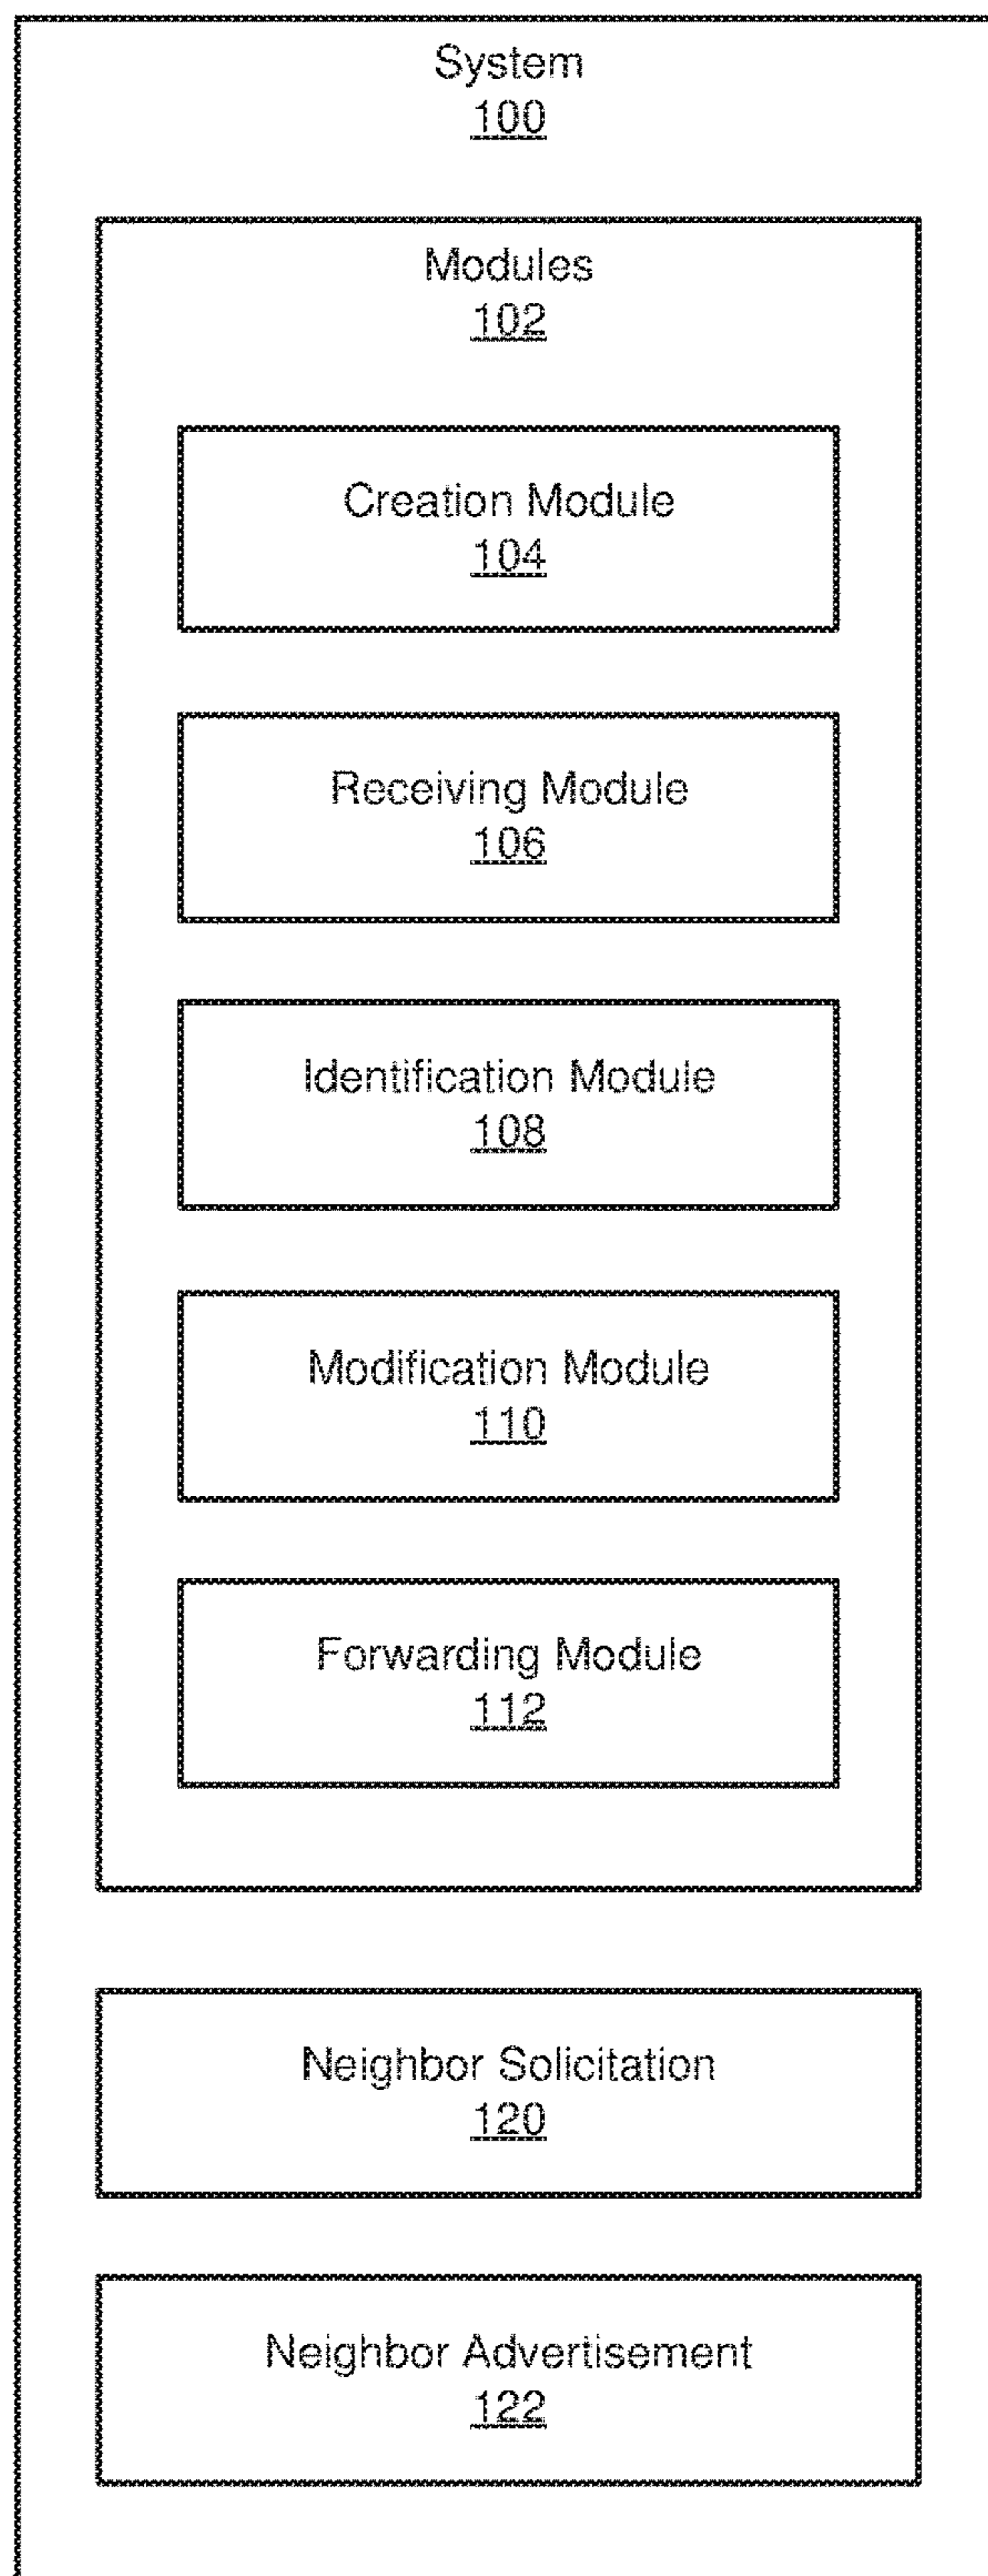 System
100
Modules
102
Creation Module
104
Receiving Module
106
Identification Module
108
Modification Module
110
Forwarding Module
112
Neighbor Solicitation
120
Neighbor Advertisement
122